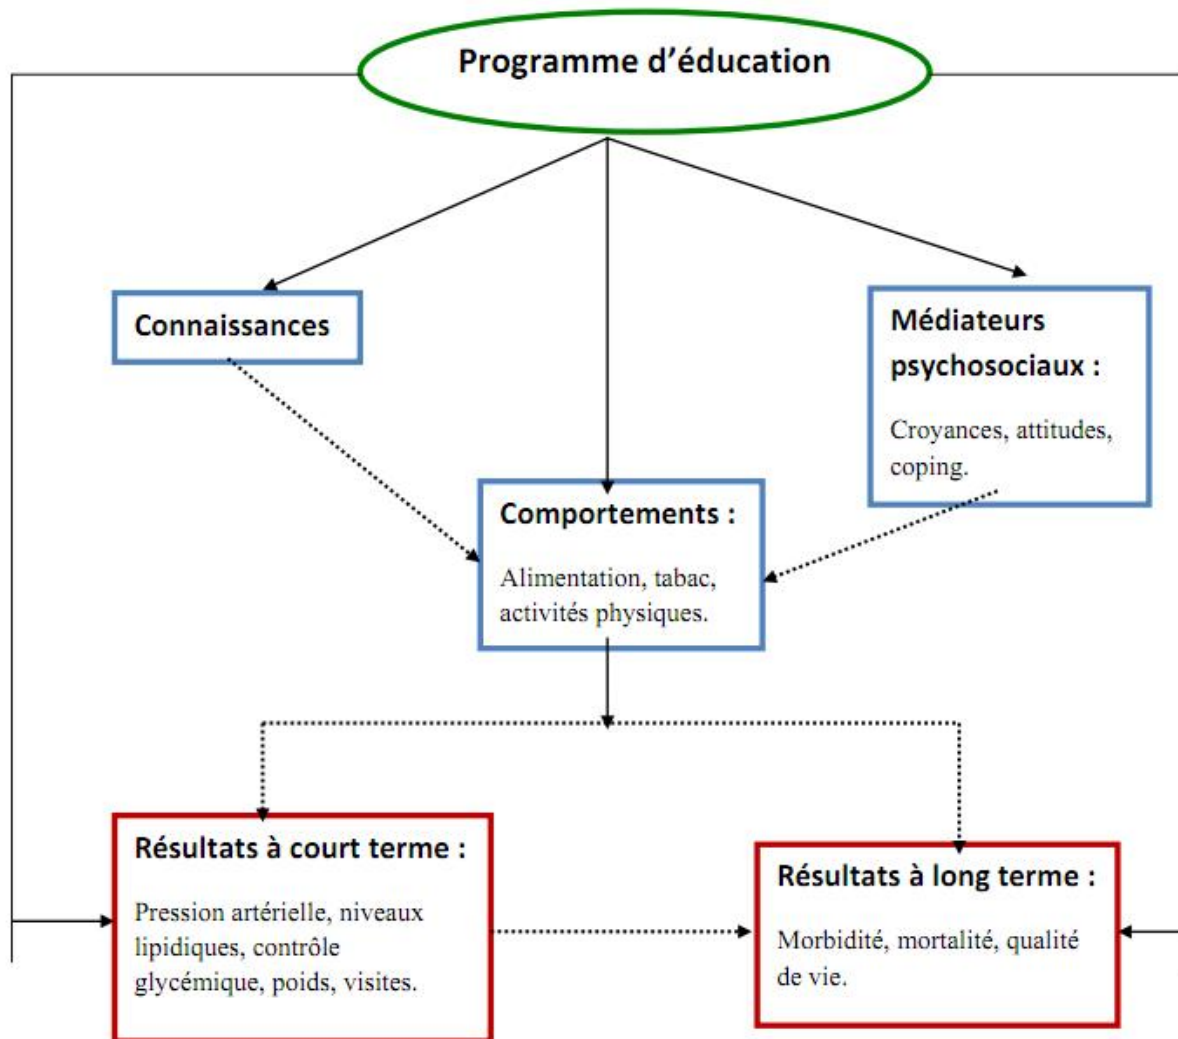 Programme d'éducation
Connaissances
Médiateurs
psychosociaux :
Croyances, attitudes,
coping.
Comportements :
Alimentation, tabac,
activités physiques.
Résultats à court terme :
Pression artérielle, niveaux
lipidiques, contrôle
glycémique, poids, visites.
Résultats à long terme :
Morbidité, mortalité, qualité
de vie.